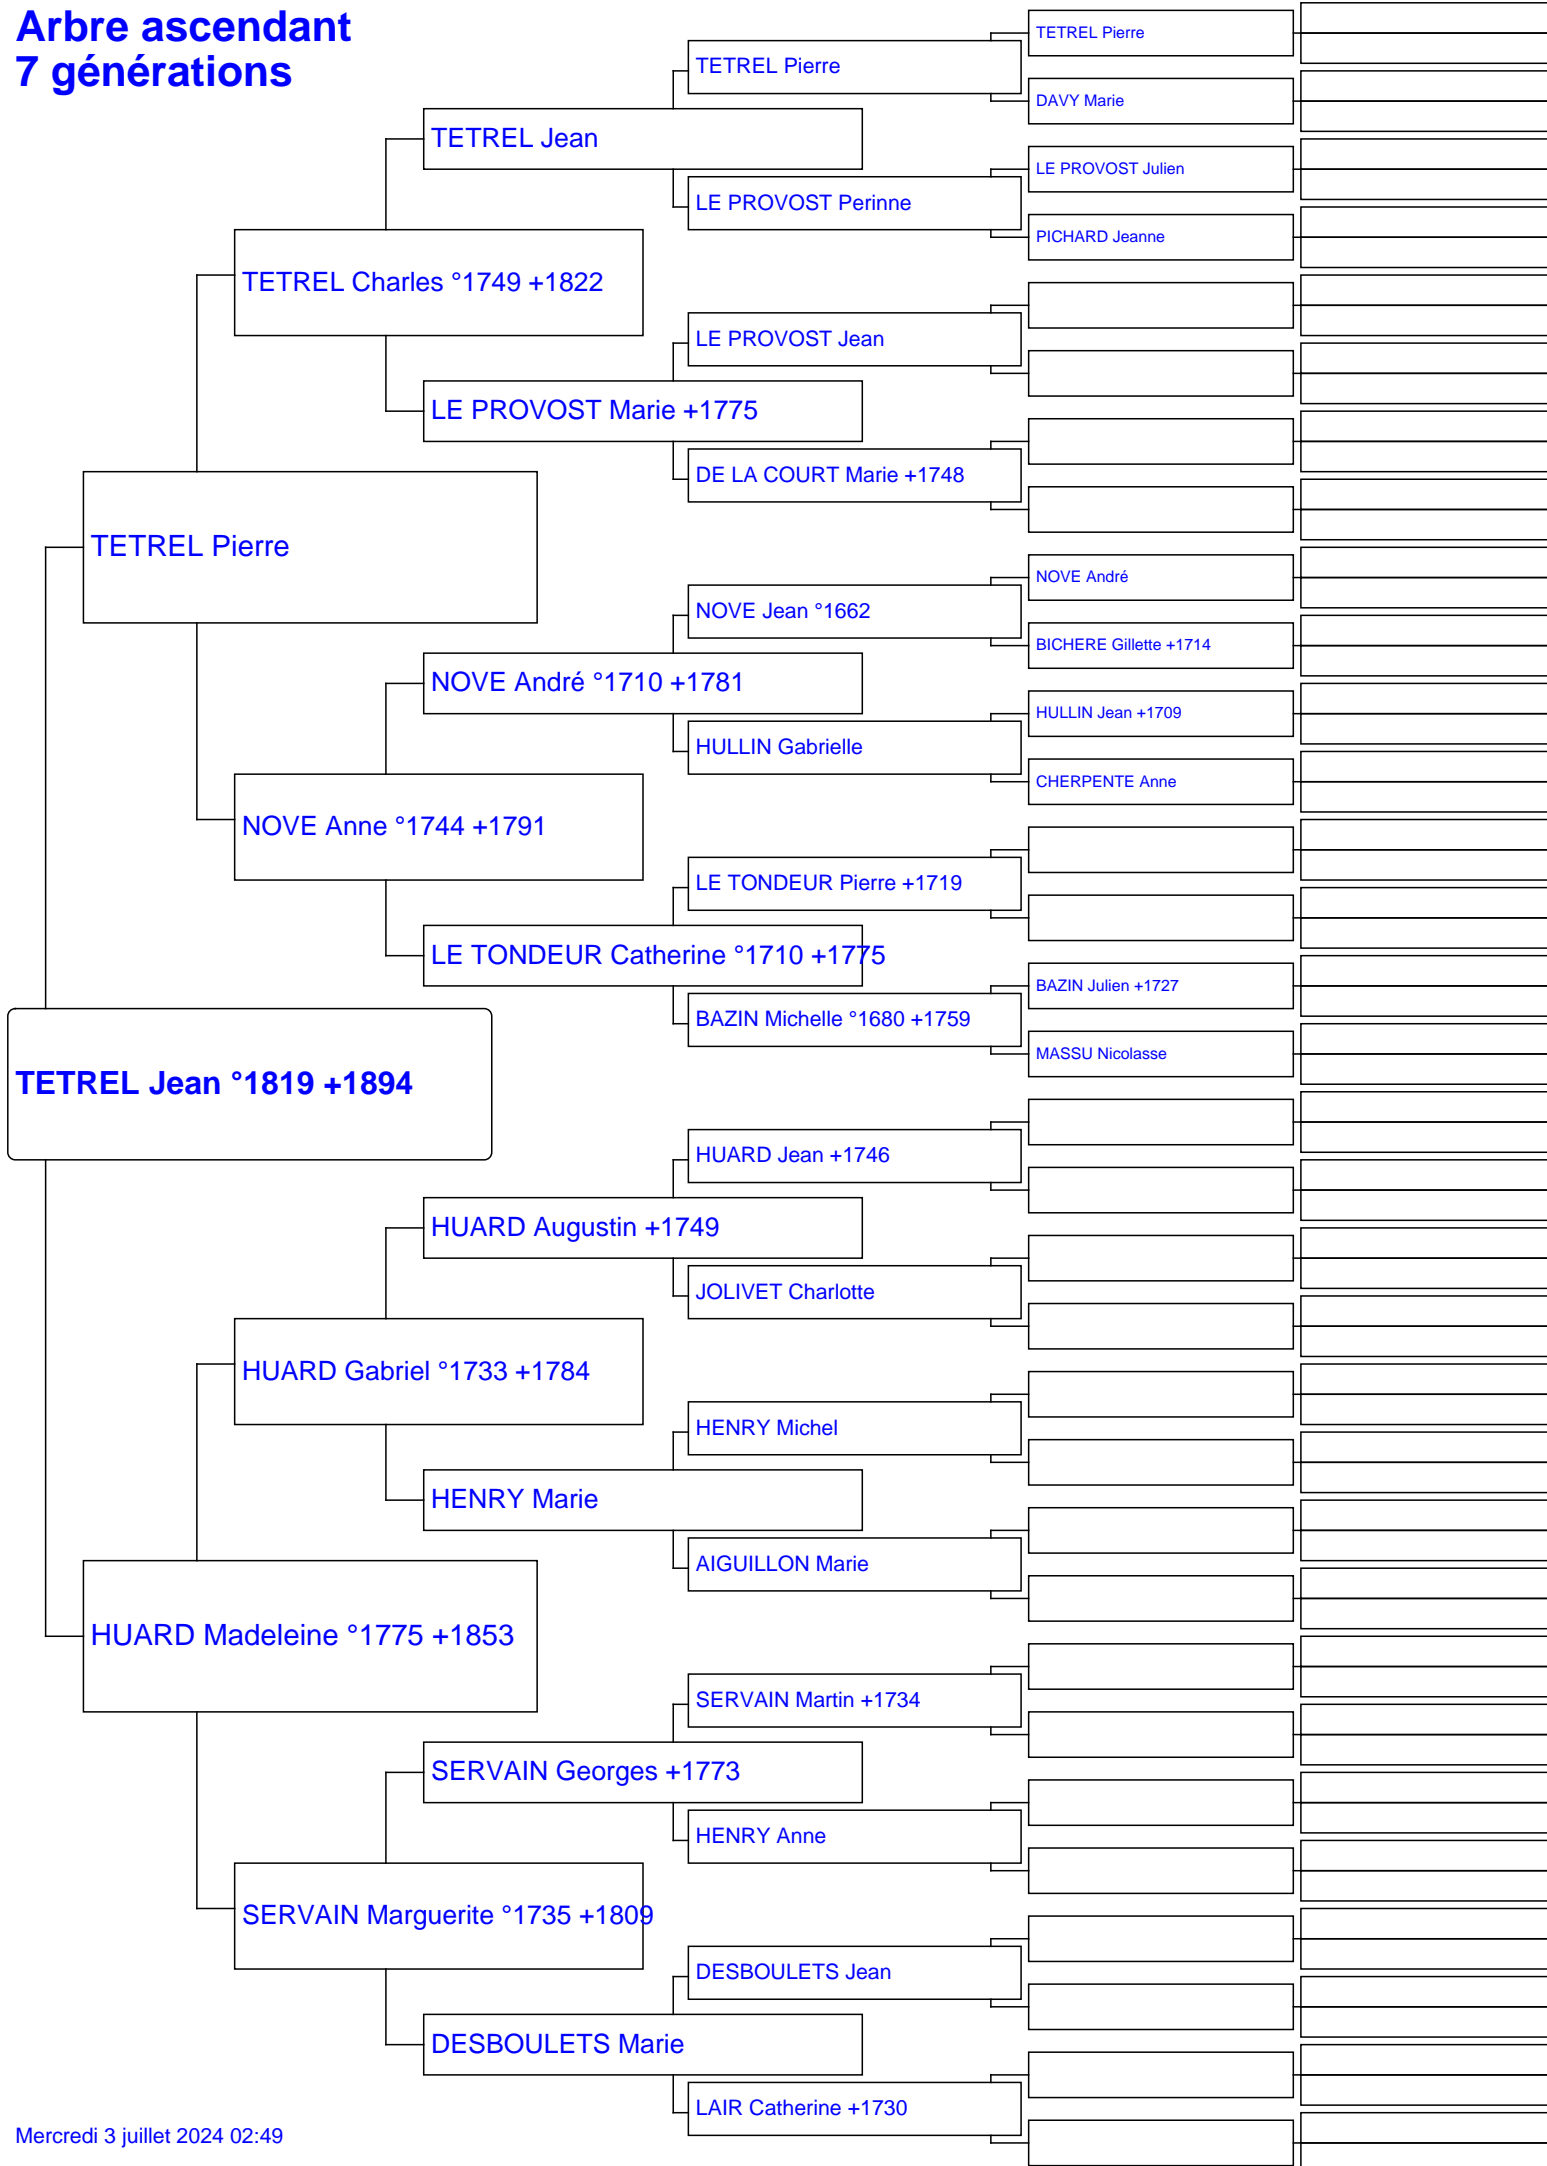 Arbre ascendant
7 générations
TETREL Pierre
DAVY Marie
TETREL Pierre
TETREL Jean
LE PROVOST Julien
LE PROVOST Perinne
PICHARD Jeanne
TETREL Charles °1749 +1822
LE PROVOST Jean
LE PROVOST Marie +1775
DE LA COURT Marie +1748
TETREL Pierre
NOVE André
NOVE Jean °1662
BICHERE Gillette +1714
NOVE André °1710 +1781
HULLIN Jean +1709
HULLIN Gabrielle
CHERPENTE Anne
NOVE Anne °1744 +1791
LE TONDEUR Pierre +1719
LE TONDEUR Catherine °1710 +1775
BAZIN Julien +1727
BAZIN Michelle °1680 +1759
MASSU Nicolasse
TETREL Jean °1819 +1894
HUARD Jean +1746
HUARD Augustin +1749
JOLIVET Charlotte
HUARD Gabriel °1733 +1784
HENRY Michel
HENRY Marie
AIGUILLON Marie
HUARD Madeleine °1775 +1853
SERVAIN Martin +1734
SERVAIN Georges +1773
HENRY Anne
SERVAIN Marguerite °1735 +1809
DESBOULETS Jean
DESBOULETS Marie
LAIR Catherine +1730
Mercredi 3 juillet 2024 02:49